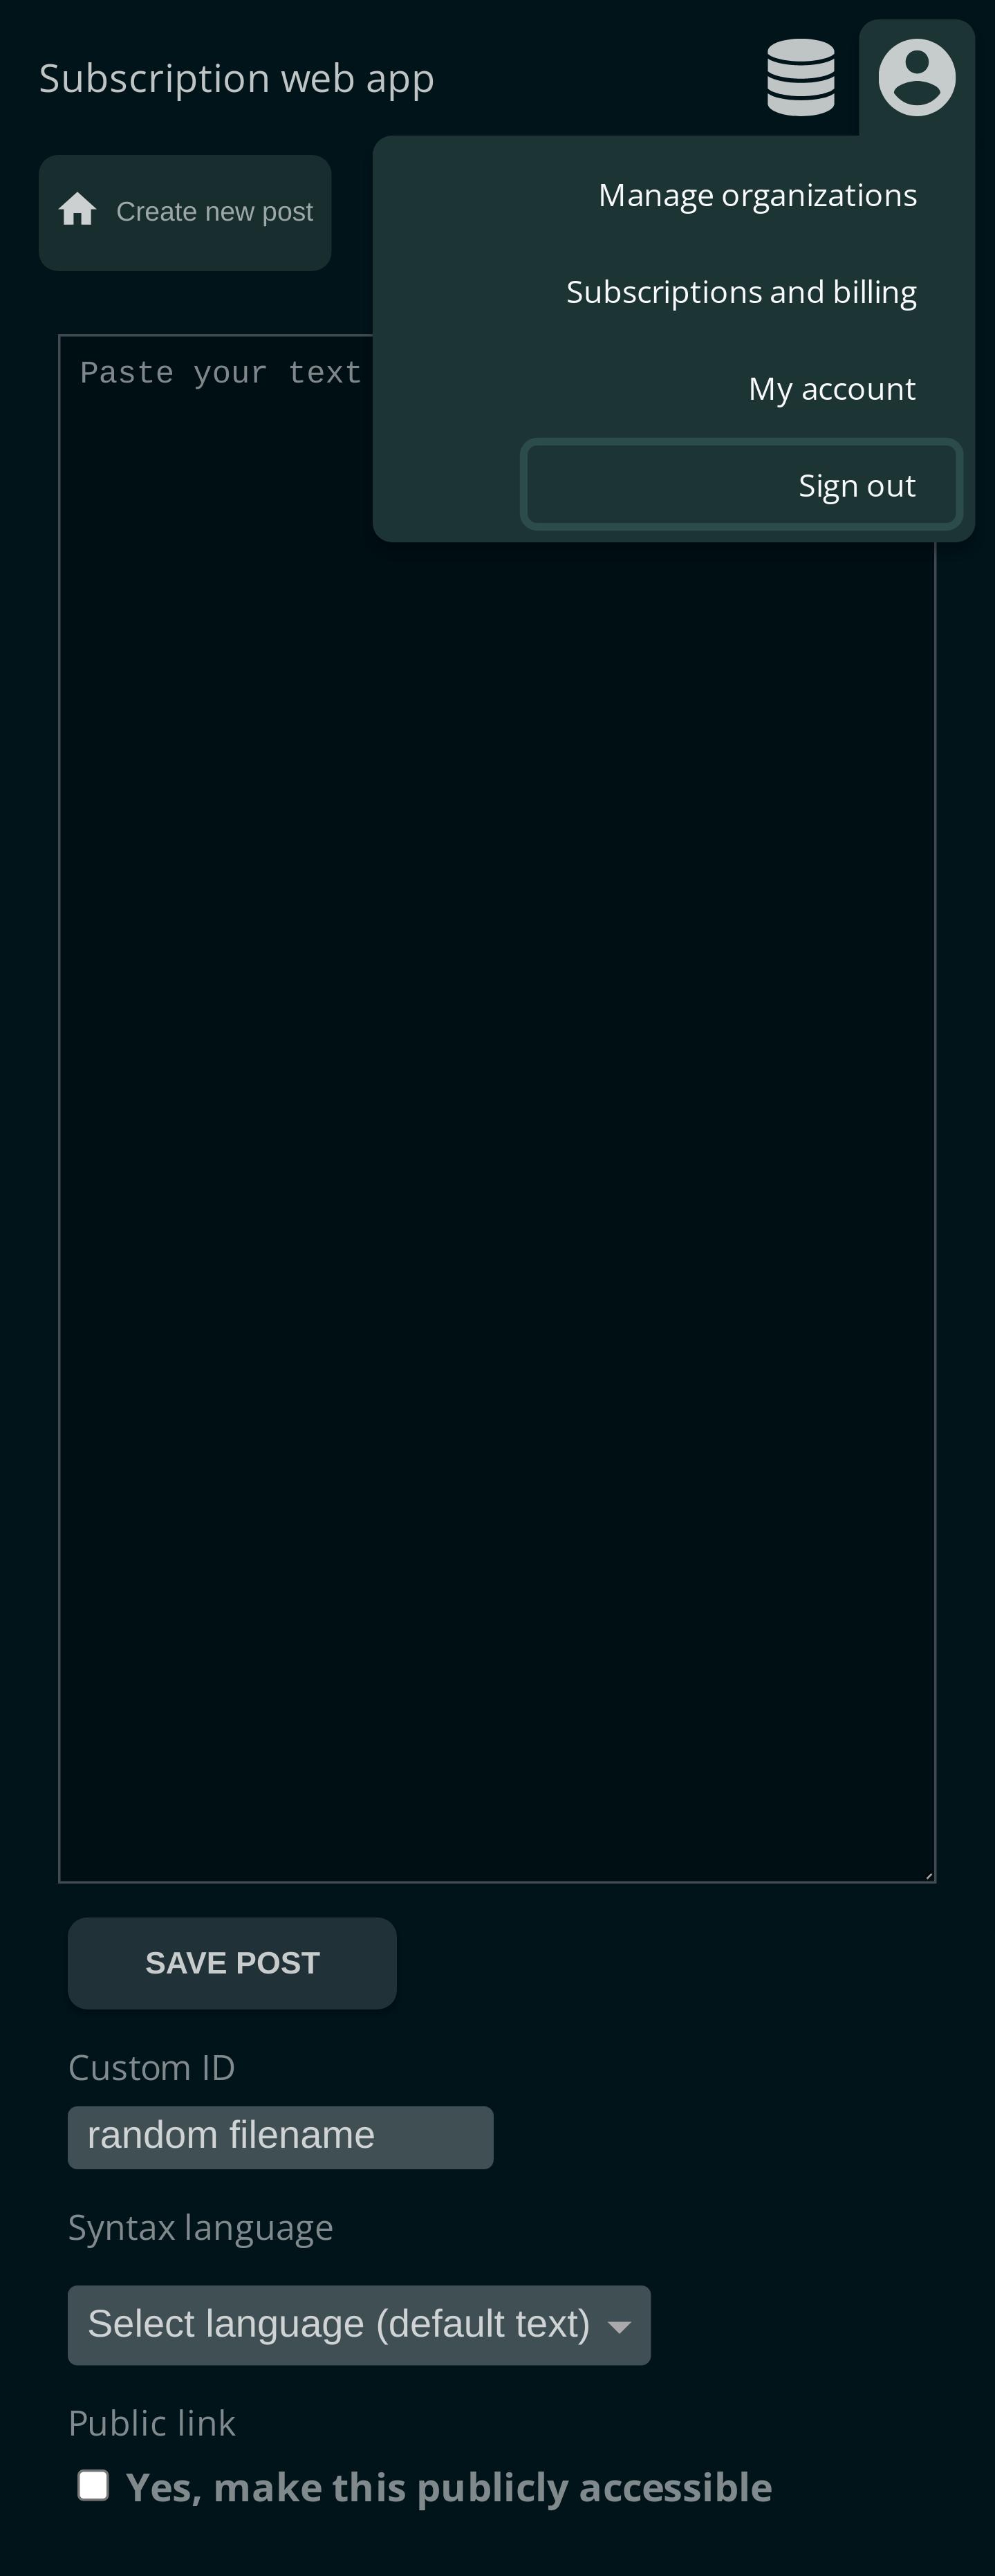 Subscription web app
Create new post
Manage organizations
Subscriptions and billing
My account
Sign out
Paste your text
SAVE POST
Custom ID
random filename
Syntax language
Select language (default text)
Public link
Yes, make this publicly accessible